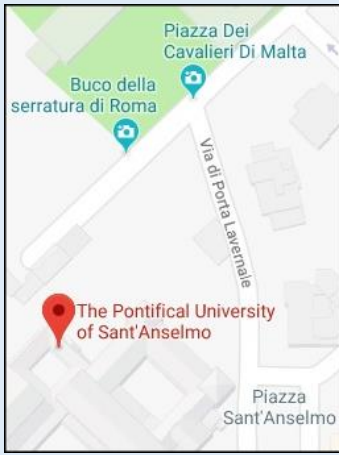 Piazza Dei
Cavalieri Di Malta
Buco della
serratura di Roma
Via di Porta Lavernale
The Pontifical University
of Sant'Anselmo
Piazza
Sant'Anselmo